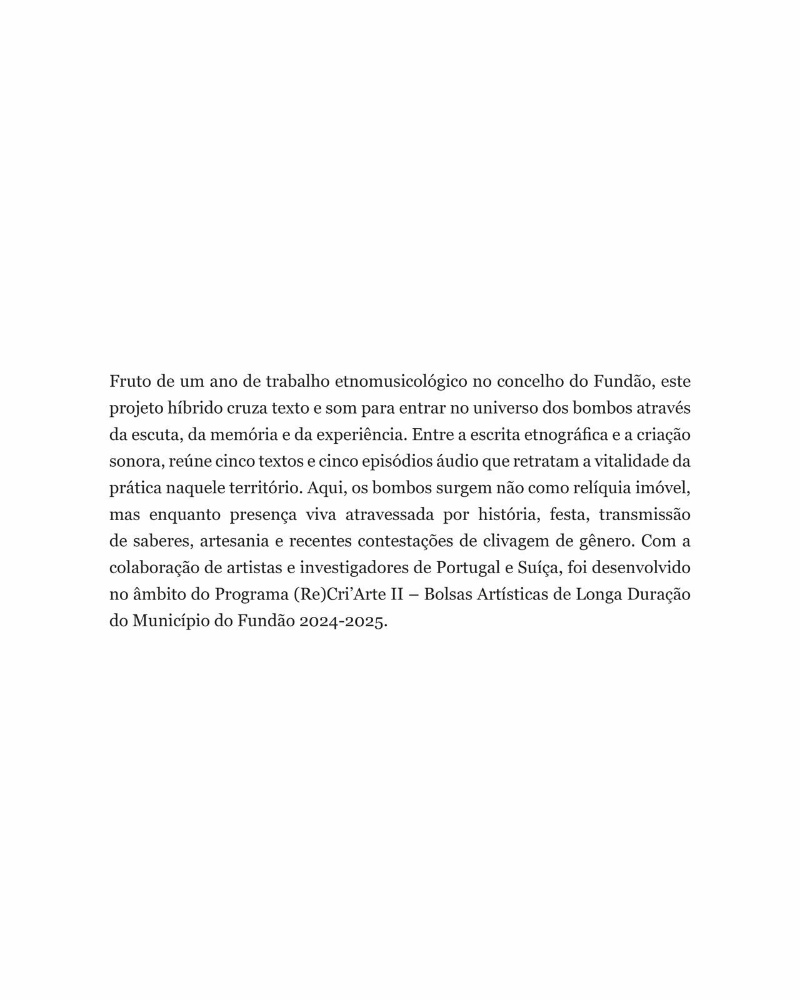 Fruto de um ano de trabalho etnomusicológico no concelho do Fundão, este
projeto híbrido cruza texto e som para entrar no universo dos bombos através
da escuta, da memória e da experiência. Entre a escrita etnográfica e a criação
sonora, reúne cinco textos e cinco episódios áudio que retratam a vitalidade da
prática naquele território. Aqui, os bombos surgem não como relíquia imóvel,
mas enquanto presença viva atravessada por história, festa, transmissão
de saberes, artesania e recentes contestações de clivagem de gênero. Com a
colaboração de artistas e investigadores de Portugal e Suíça, foi desenvolvido
no âmbito do Programa (Re)Cri’Arte II – Bolsas Artísticas de Longa Duração
do Município do Fundão 2024-2025.